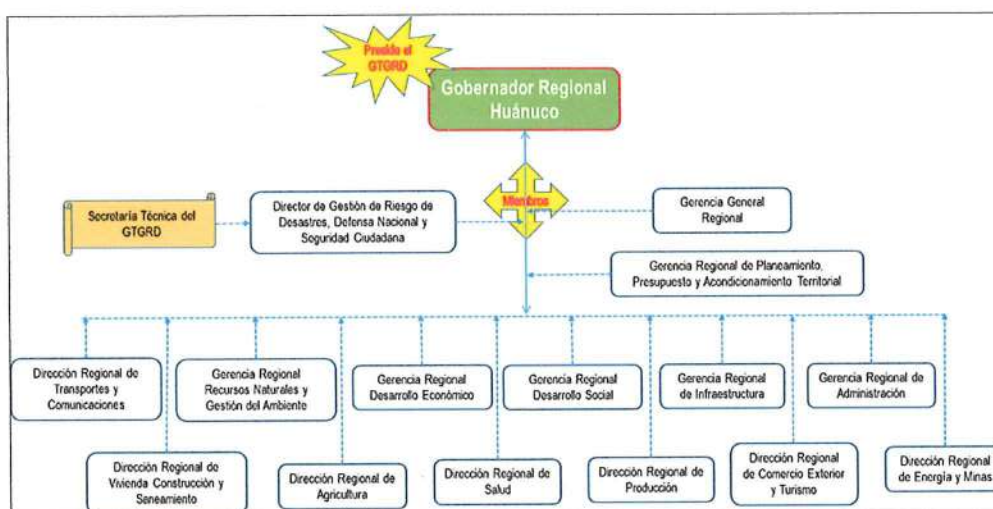 Preside el
GTGRD
Gobernador Regional
Huánuco
Miembros
Secretaría Técnica del
GTGRD
Director de Gestión de Riesgo de
Desastres, Defensa Nacional y
Seguridad Ciudadana
Gerencia General
Regional
Gerencia Regional de Planeamiento,
Presupuesto y Acondicionamiento Territorial
Dirección Regional de
Transportes y
Comunicaciones
Gerencia Regional
Recursos Naturales y
Gestión del Ambiente
Gerencia Regional
Desarrollo Económico
Gerencia Regional
Desarrollo Social
Gerencia Regional
de Infraestructura
Gerencia Regional de
Administración
Dirección Regional de
Vivienda Construcción y
Saneamiento
Dirección Regional de
Agricultura
Dirección Regional de
Salud
Dirección Regional de
Producción
Dirección Regional
de Comercio Exterior
y Turismo
Dirección Regional
de Energía y Minas